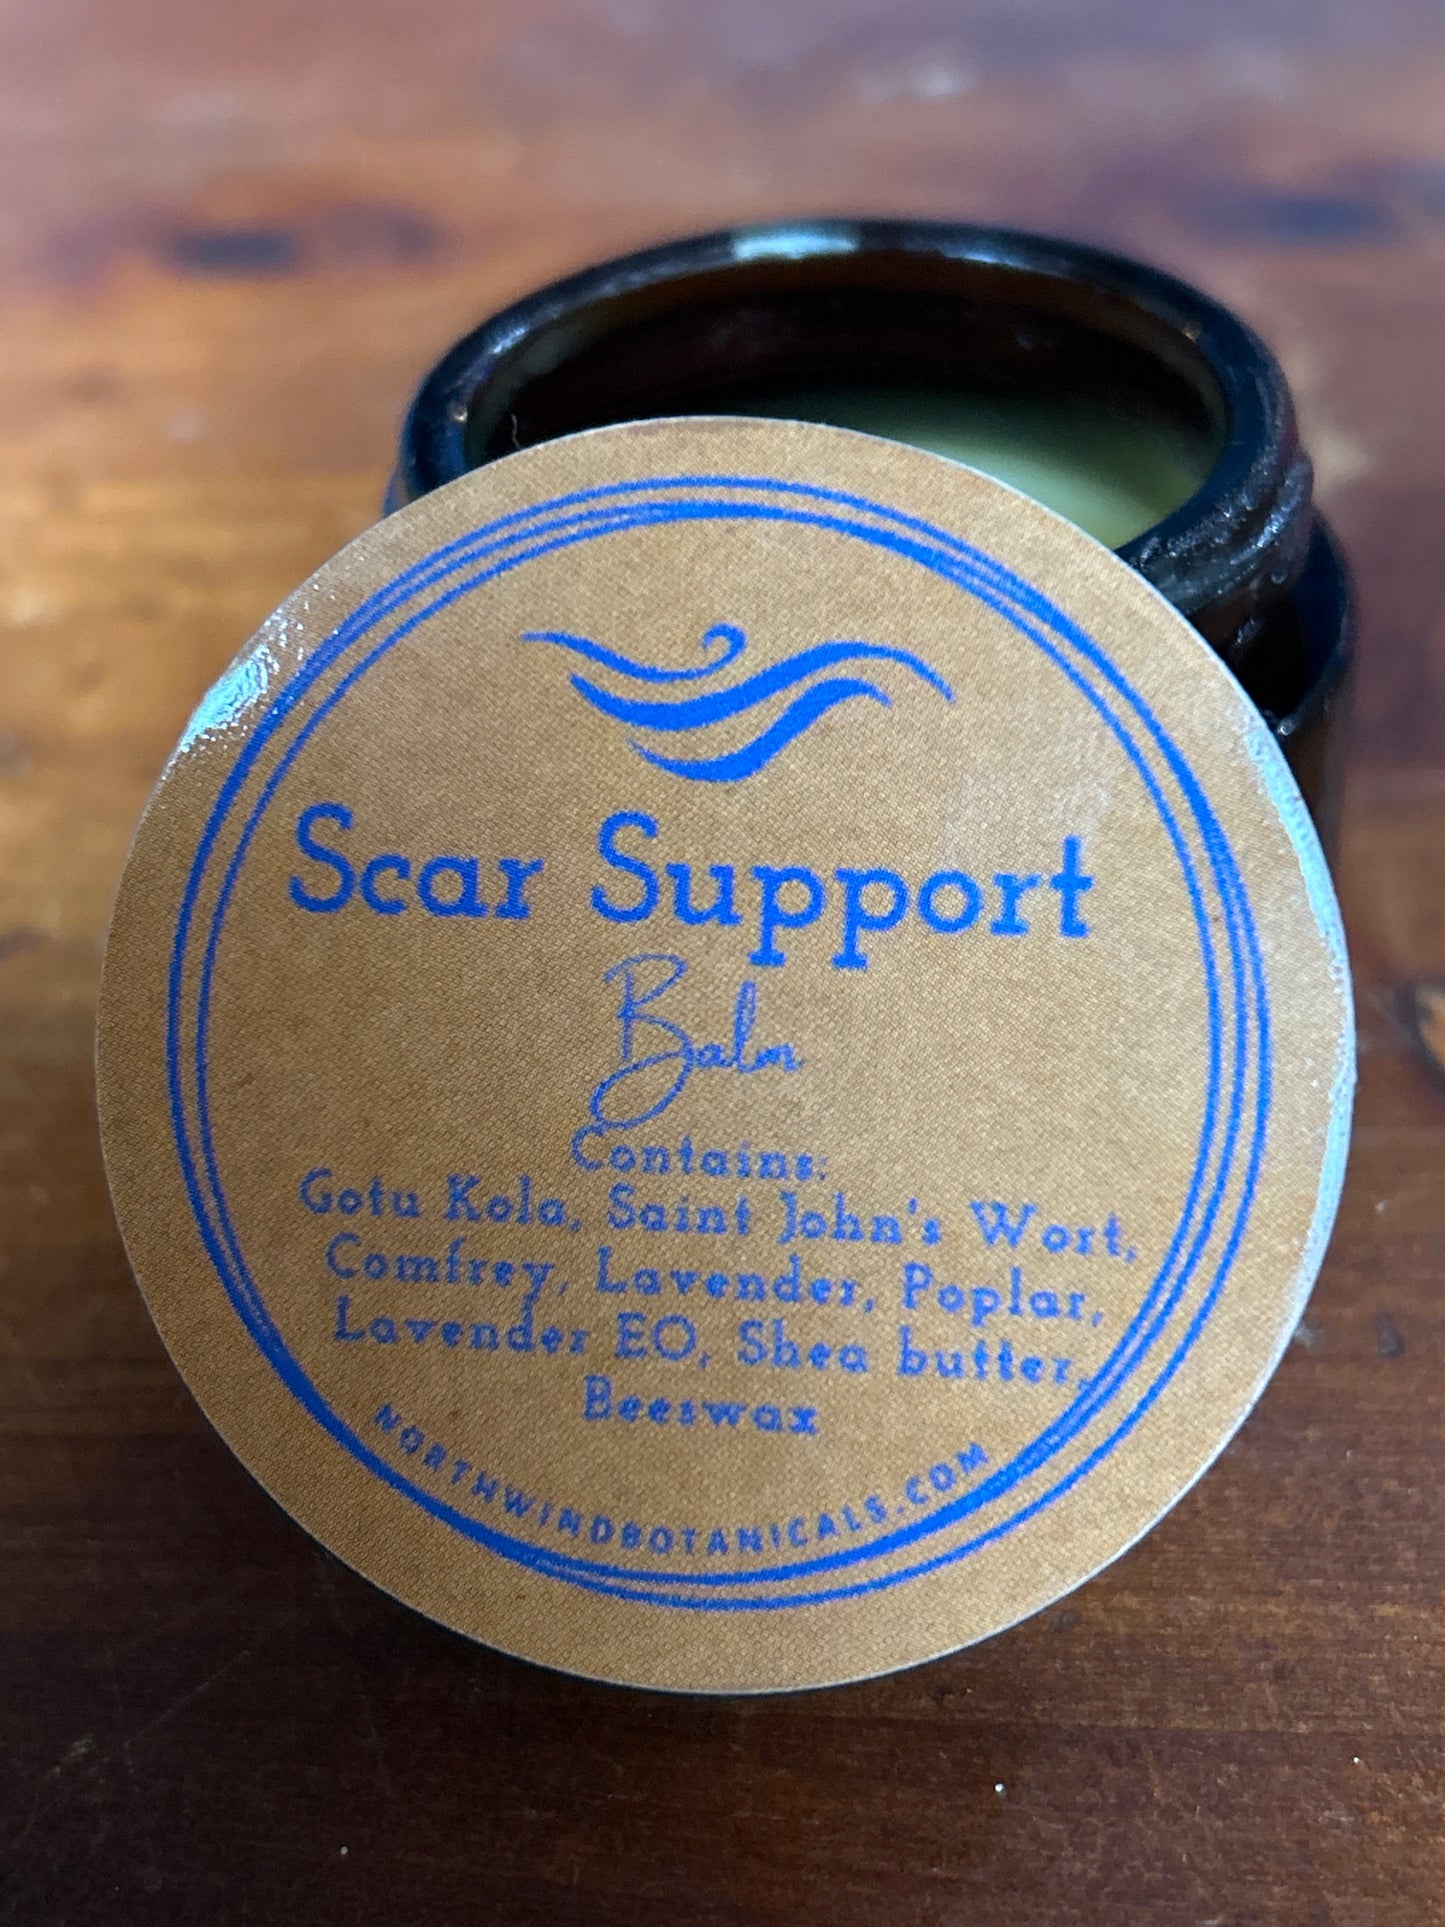 Scar Support
Balm
Contains:
Gotu Kola, Saint John's Wort,
Comfrey, Lavender, Poplar,
Lavender EO, Shea butter,
Beeswax
NORTHWINDBOTANICALS.COM